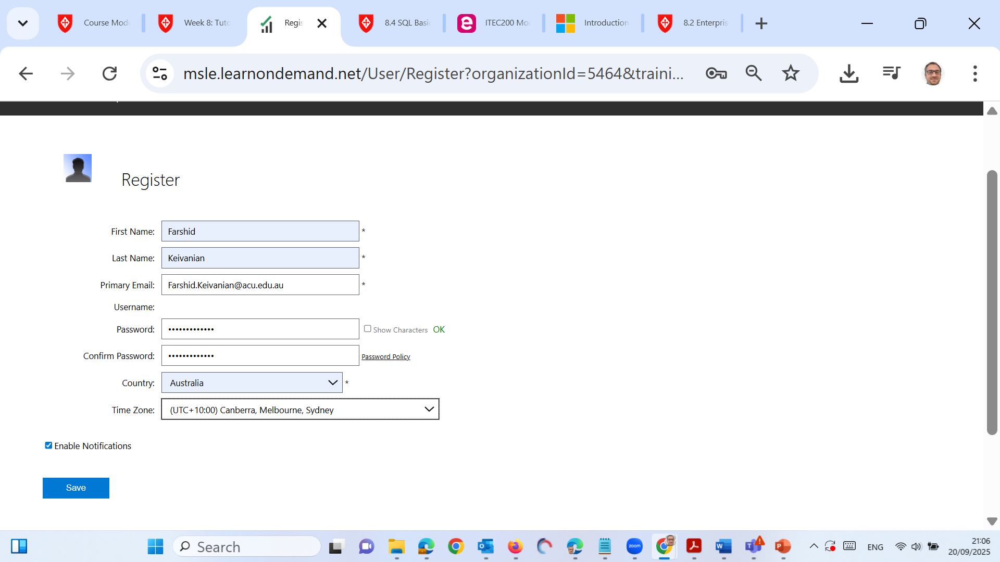 Course Modu
Week 8: Tuto
Regis
8.4 SQL Basi
ITEC200 Mo
Introduction
8.2 Enterpris
msle.learnondemand.net/User/Register?organizationId=5464&traini...
Register
First Name: Farshid *
Last Name: Keivanian *
Primary Email: Farshid.Keivanian@acu.edu.au *
Username:
Password: ••••••••••••• Show Characters OK
Confirm Password: ••••••••••••• Password Policy
Country: Australia *
Time Zone: (UTC+10:00) Canberra, Melbourne, Sydney
Enable Notifications
Save
Search
zoom
ENG
21:06
20/09/2025